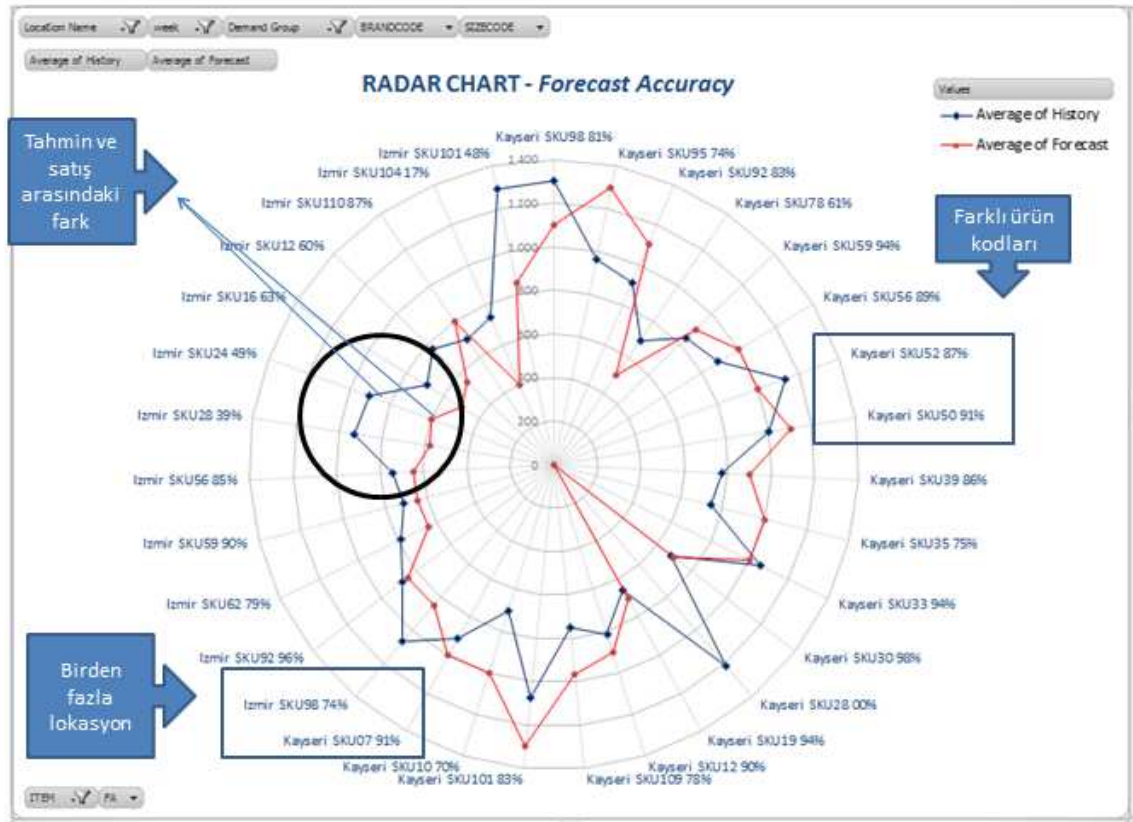 Location Name week Demand Group BRANDCODE SIZECODE
Average of History Average of Forecast
RADAR CHART - Forecast Accuracy
Values
Average of History
Average of Forecast
Tahmin ve
satış
arasındaki
fark
Farklı ürün
kodları
Birden
fazla
lokasyon
Kayseri SKU98 81%
Kayseri SKU95 74%
Kayseri SKU92 83%
Kayseri SKU78 61%
Kayseri SKU59 94%
Kayseri SKU56 89%
Kayseri SKU52 87%
Kayseri SKU50 91%
Kayseri SKU39 86%
Kayseri SKU35 75%
Kayseri SKU33 94%
Kayseri SKU30 98%
Kayseri SKU28 00%
Kayseri SKU19 94%
Kayseri SKU12 90%
Kayseri SKU109 78%
Kayseri SKU101 83%
Kayseri SKU10 70%
Kayseri SKU07 91%
Izmir SKU98 74%
Izmir SKU92 96%
Izmir SKU62 79%
Izmir SKU59 90%
Izmir SKU56 85%
Izmir SKU28 39%
Izmir SKU24 49%
Izmir SKU16 63%
Izmir SKU12 60%
Izmir SKU110 87%
Izmir SKU104 17%
Izmir SKU101 48%
1,400
1,200
1,000
800
600
400
200
0
ITEM FA